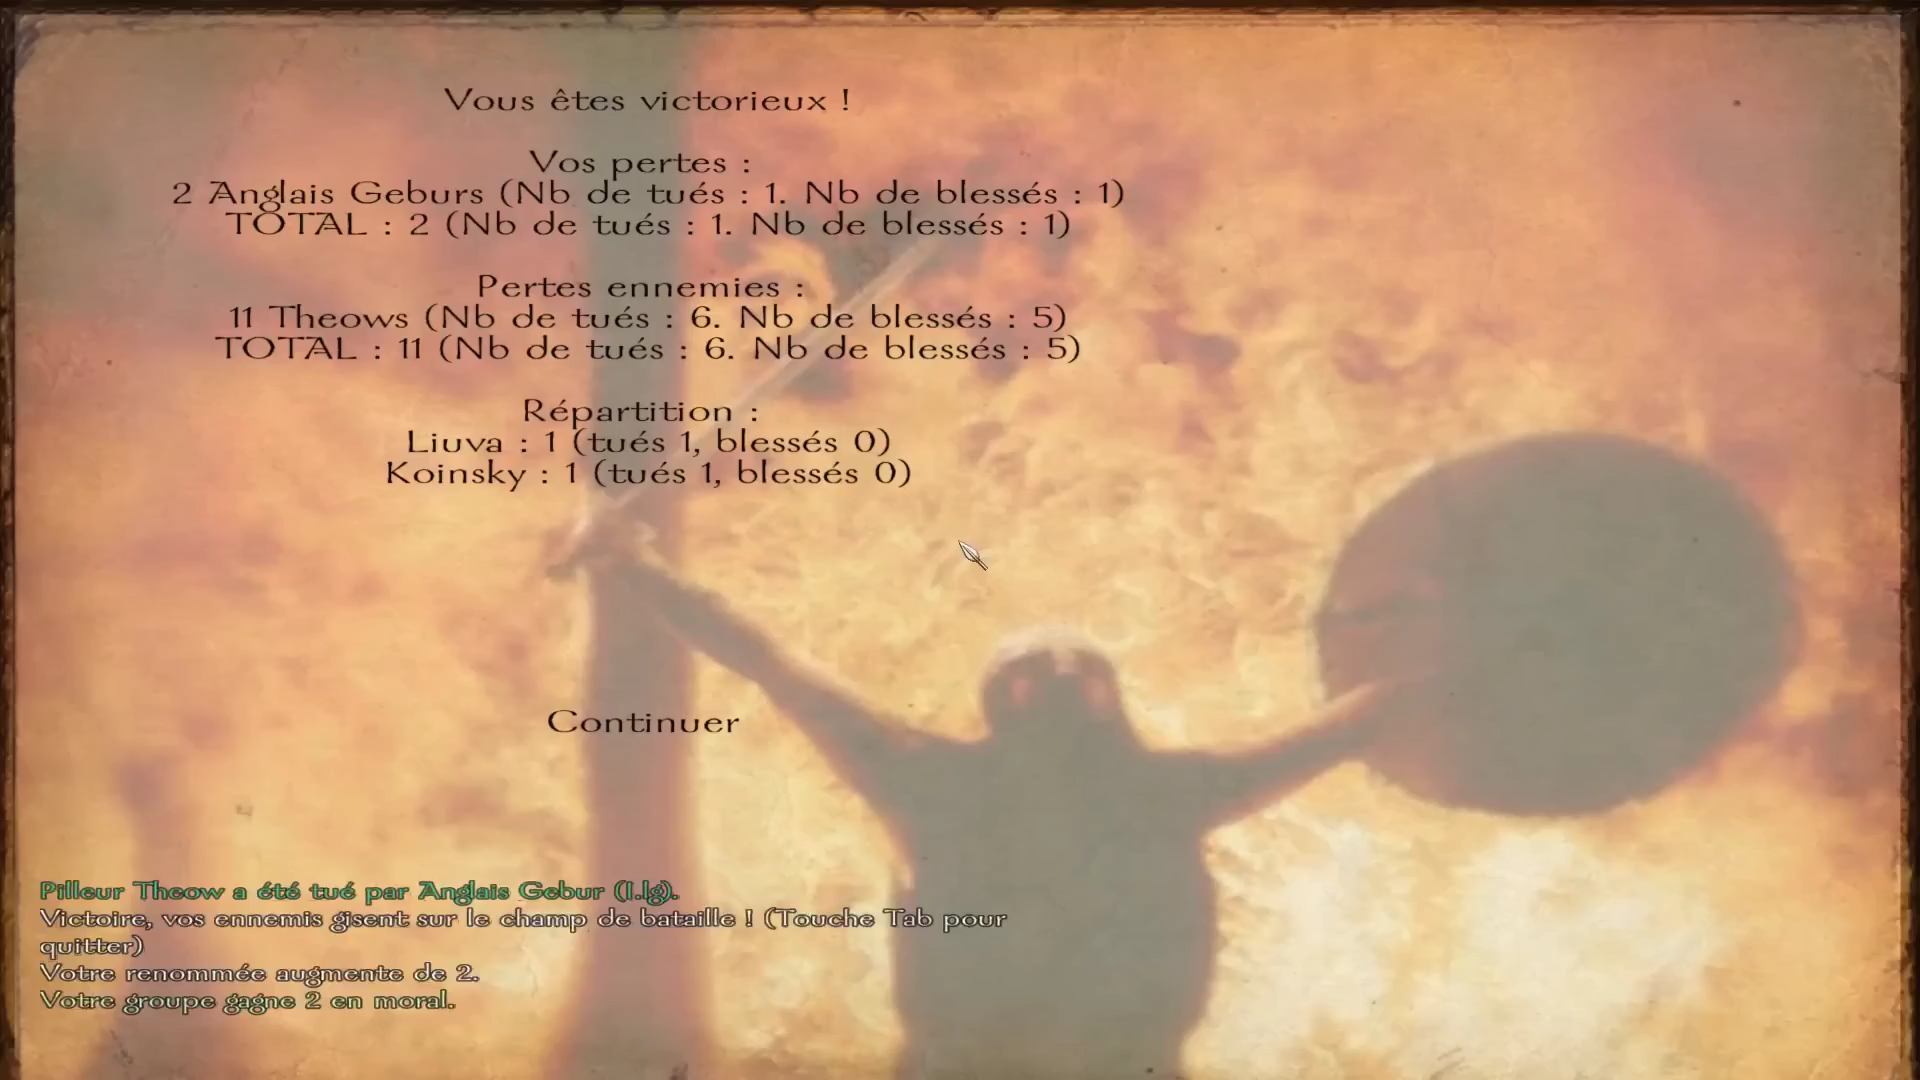 Vous êtes victorieux !
Vos pertes :
2 Anglais Geburs (Nb de tués : 1. Nb de blessés : 1)
TOTAL : 2 (Nb de tués : 1. Nb de blessés : 1)
Pertes ennemies :
11 Theows (Nb de tués : 6. Nb de blessés : 5)
TOTAL : 11 (Nb de tués : 6. Nb de blessés : 5)
Répartition :
Liuva : 1 (tués 1, blessés 0)
Koinsky : 1 (tués 1, blessés 0)
Continuer
Pilleur Theow a été tué par Anglais Gebur (I.lg).
Victoire, vos ennemis gisent sur le champ de bataille ! (Touche Tab pour
quitter)
Votre renommée augmente de 2.
Votre groupe gagne 2 en moral.